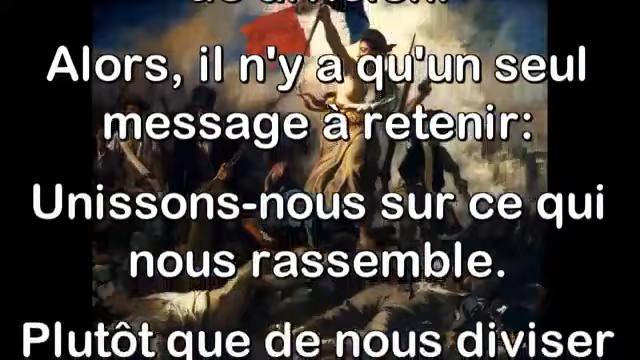 Alors, il n'y a qu'un seul
message à retenir:
Unissons-nous sur ce qui
nous rassemble.
Plutôt que de nous diviser